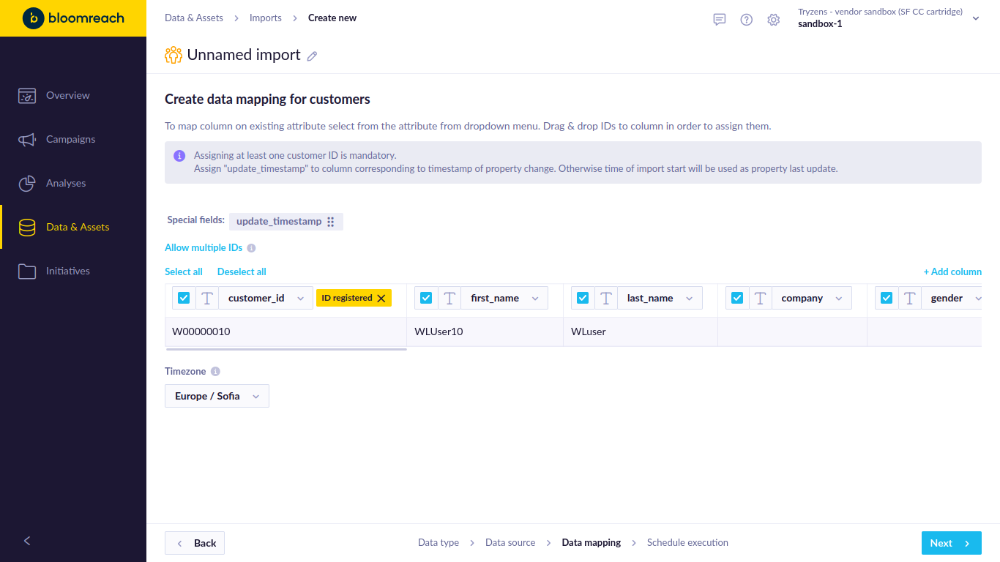 bloomreach
Data & Assets > Imports > Create new
Tryzens - vendor sandbox (SF CC cartridge)
sandbox-1
Unnamed import
Overview
Campaigns
Analyses
Data & Assets
Initiatives
Create data mapping for customers
To map column on existing attribute select from the attribute from dropdown menu. Drag & drop IDs to column in order to assign them.
Assigning at least one customer ID is mandatory.
Assign "update_timestamp" to column corresponding to timestamp of property change. Otherwise time of import start will be used as property last update.
Special fields: update_timestamp
Allow multiple IDs
Select all Deselect all + Add column
customer_id ID registered first_name last_name company gender
W00000010 WLUser10 WLuser
Timezone
Europe / Sofia
Back Data type > Data source > Data mapping > Schedule execution Next